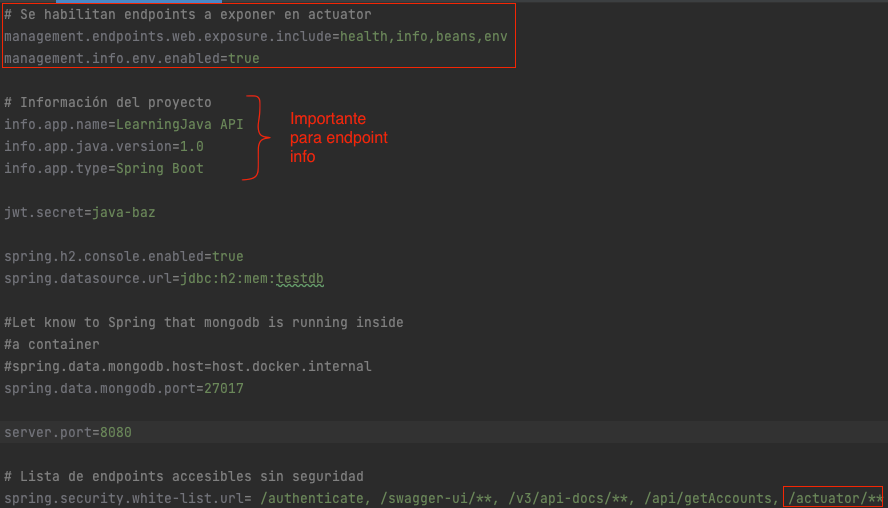 # Se habilitan endpoints a exponer en actuator
management.endpoints.web.exposure.include=health,info,beans,env
management.info.env.enabled=true
# Información del proyecto
info.app.name=LearningJava API
info.app.java.version=1.0
info.app.type=Spring Boot
Importante
para endpoint
info
jwt.secret=java-baz
spring.h2.console.enabled=true
spring.datasource.url=jdbc:h2:mem:testdb
#Let know to Spring that mongodb is running inside
#a container
#spring.data.mongodb.host=host.docker.internal
spring.data.mongodb.port=27017
server.port=8080
# Lista de endpoints accesibles sin seguridad
spring.security.white-list.url= /authenticate, /swagger-ui/**, /v3/api-docs/**, /api/getAccounts, /actuator/**